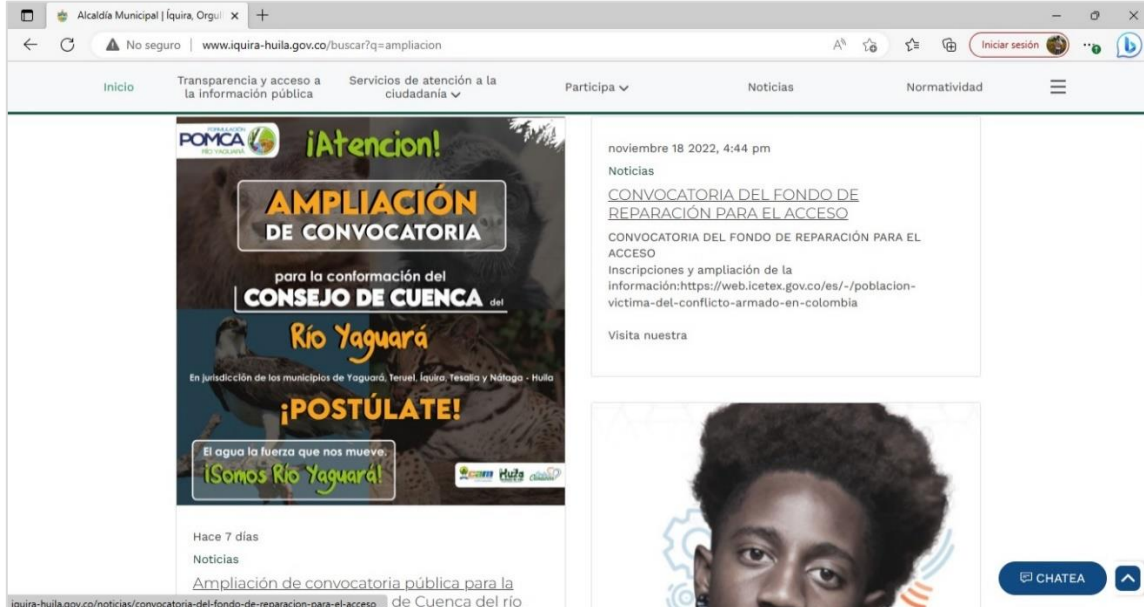 Alcaldía Municipal | Íquira, Orgul
No seguro
www.iquira-huila.gov.co/buscar?q=ampliacion
Iniciar sesión
Inicio
Transparencia y acceso a
la información pública
Servicios de atención a la
ciudadanía
Participa
Noticias
Normatividad
FORMULACIÓN
POMCA
RÍO YAGUARÁ
¡Atencion!
AMPLIACIÓN
DE CONVOCATORIA
para la conformación del
CONSEJO DE CUENCA del
Río Yaguará
En jurisdicción de los municipios de Yaguará, Teruel, Íquira, Tesalia y Nátaga - Huila
¡POSTÚLATE!
El agua la fuerza que nos mueve.
¡Somos Río Yaguará!
cam Huila
Hace 7 días
Noticias
Ampliación de convocatoria pública para la
de Cuenca del río
noviembre 18 2022, 4:44 pm
Noticias
CONVOCATORIA DEL FONDO DE
REPARACIÓN PARA EL ACCESO
CONVOCATORIA DEL FONDO DE REPARACIÓN PARA EL
ACCESO
Inscripciones y ampliación de la
información:https://web.icetex.gov.co/es/-/poblacion-
victima-del-conflicto-armado-en-colombia
Visita nuestra
CHATEA
iquira-huila.gov.co/noticias/convocatoria-del-fondo-de-reparacion-para-el-acceso